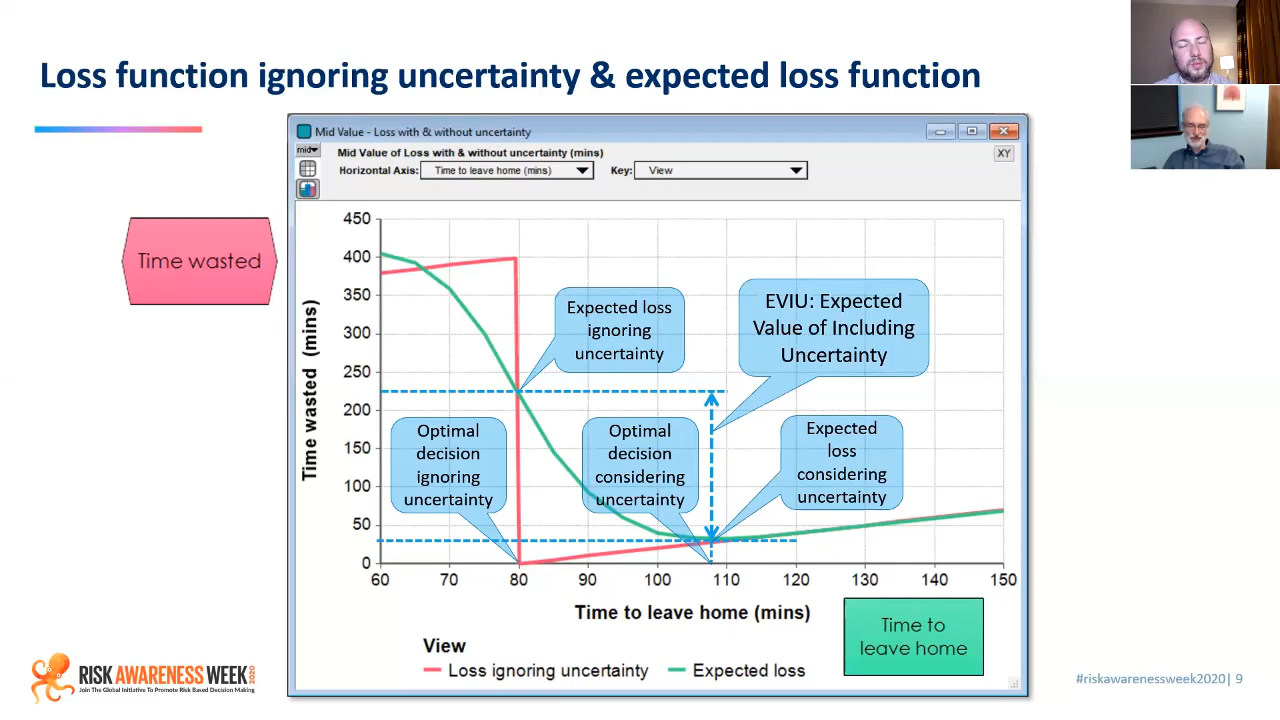 Loss function ignoring uncertainty & expected loss function
Mid Value - Loss with & without uncertainty
mid
Mid Value of Loss with & without uncertainty (mins)
XY
Horizontal Axis: Time to leave home (mins) Key: View
Time wasted
Time wasted (mins)
450
400
350
300
250
200
150
100
50
0
60 70 80 90 100 110 120 130 140 150
Expected loss
ignoring
uncertainty
EVIU: Expected
Value of Including
Uncertainty
Optimal
decision
ignoring
uncertainty
Optimal
decision
considering
uncertainty
Expected
loss
considering
uncertainty
Time to leave home (mins)
Time to
leave home
View
Loss ignoring uncertainty Expected loss
RISK AWARENESS WEEK 2020
Join The Global Initiative To Promote Risk Based Decision Making
#riskawarenessweek2020| 9